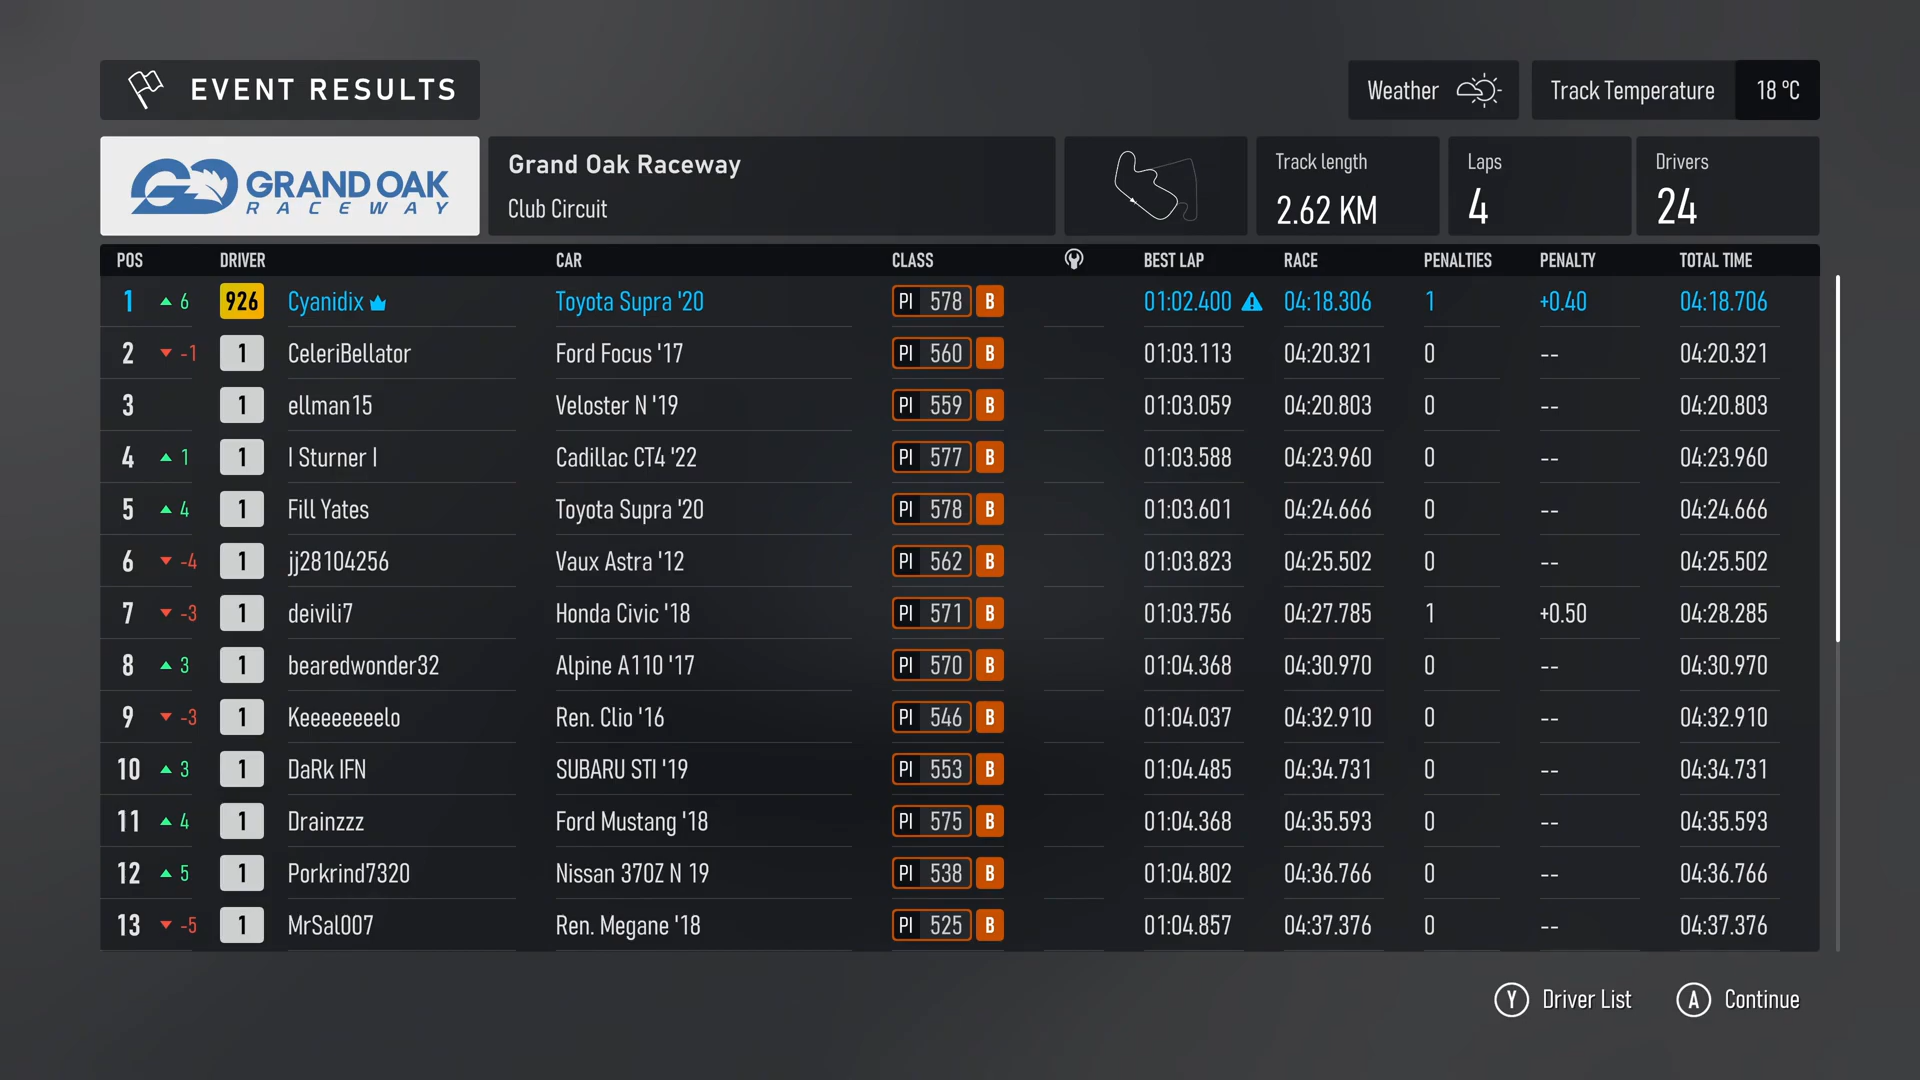 EVENT RESULTS
Weather
Track Temperature 18 °C
GRAND OAK
RACEWAY
Grand Oak Raceway
Club Circuit
Track length
2.62 KM
Laps
4
Drivers
24
POS DRIVER CAR CLASS BEST LAP RACE PENALTIES PENALTY TOTAL TIME
1 6 926 Cyanidix Toyota Supra '20 PI 578 B 01:02.400 04:18.306 1 +0.40 04:18.706
2 -1 1 CeleriBellator Ford Focus '17 PI 560 B 01:03.113 04:20.321 0 -- 04:20.321
3 1 ellman15 Veloster N '19 PI 559 B 01:03.059 04:20.803 0 -- 04:20.803
4 1 1 I Sturner I Cadillac CT4 '22 PI 577 B 01:03.588 04:23.960 0 -- 04:23.960
5 4 1 Fill Yates Toyota Supra '20 PI 578 B 01:03.601 04:24.666 0 -- 04:24.666
6 -4 1 jj28104256 Vaux Astra '12 PI 562 B 01:03.823 04:25.502 0 -- 04:25.502
7 -3 1 deivili7 Honda Civic '18 PI 571 B 01:03.756 04:27.785 1 +0.50 04:28.285
8 3 1 bearedwonder32 Alpine A110 '17 PI 570 B 01:04.368 04:30.970 0 -- 04:30.970
9 -3 1 Keeeeeeeelo Ren. Clio '16 PI 546 B 01:04.037 04:32.910 0 -- 04:32.910
10 3 1 DaRk IFN SUBARU STI '19 PI 553 B 01:04.485 04:34.731 0 -- 04:34.731
11 4 1 Drainzzz Ford Mustang '18 PI 575 B 01:04.368 04:35.593 0 -- 04:35.593
12 5 1 Porkrind7320 Nissan 370Z N 19 PI 538 B 01:04.802 04:36.766 0 -- 04:36.766
13 -5 1 MrSal007 Ren. Megane '18 PI 525 B 01:04.857 04:37.376 0 -- 04:37.376
Y Driver List A Continue